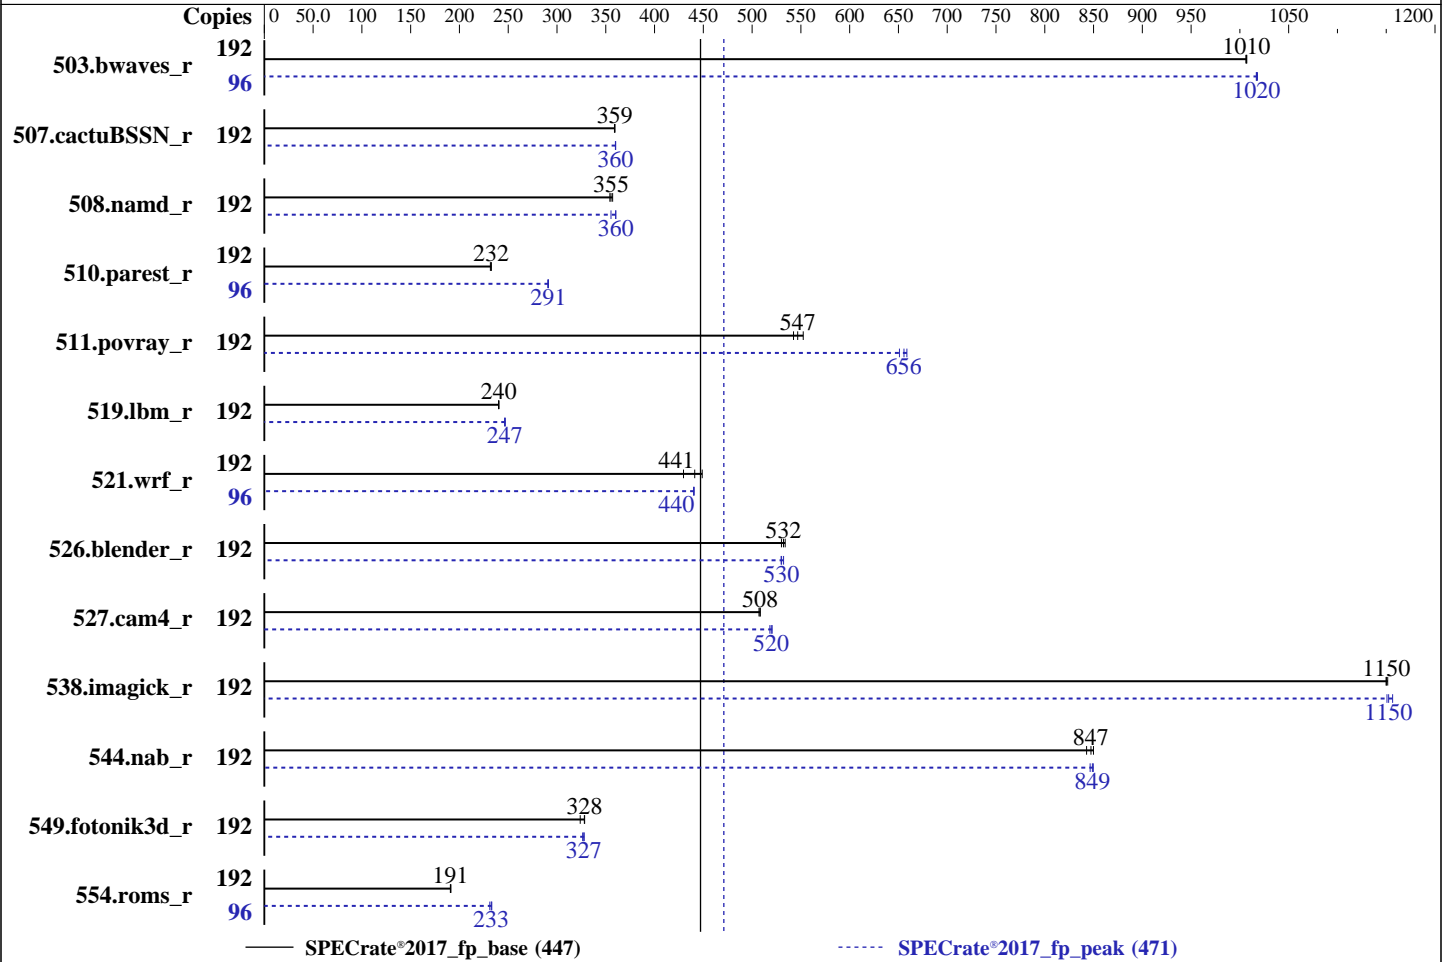 Copies 0 50.0 100 150 200 250 300 350 400 450 500 550 600 650 700 750 800 850 900 950 1050 1200
503.bwaves_r 192 1010
96 1020
507.cactuBSSN_r 192 359
360
508.namd_r 192 355
360
510.parest_r 192 232
96 291
511.povray_r 192 547
656
519.lbm_r 192 240
247
521.wrf_r 192 441
96 440
526.blender_r 192 532
530
527.cam4_r 192 508
520
538.imagick_r 192 1150
1150
544.nab_r 192 847
849
549.fotonik3d_r 192 328
327
554.roms_r 192 191
96 233
SPECrate®2017_fp_base (447) SPECrate®2017_fp_peak (471)